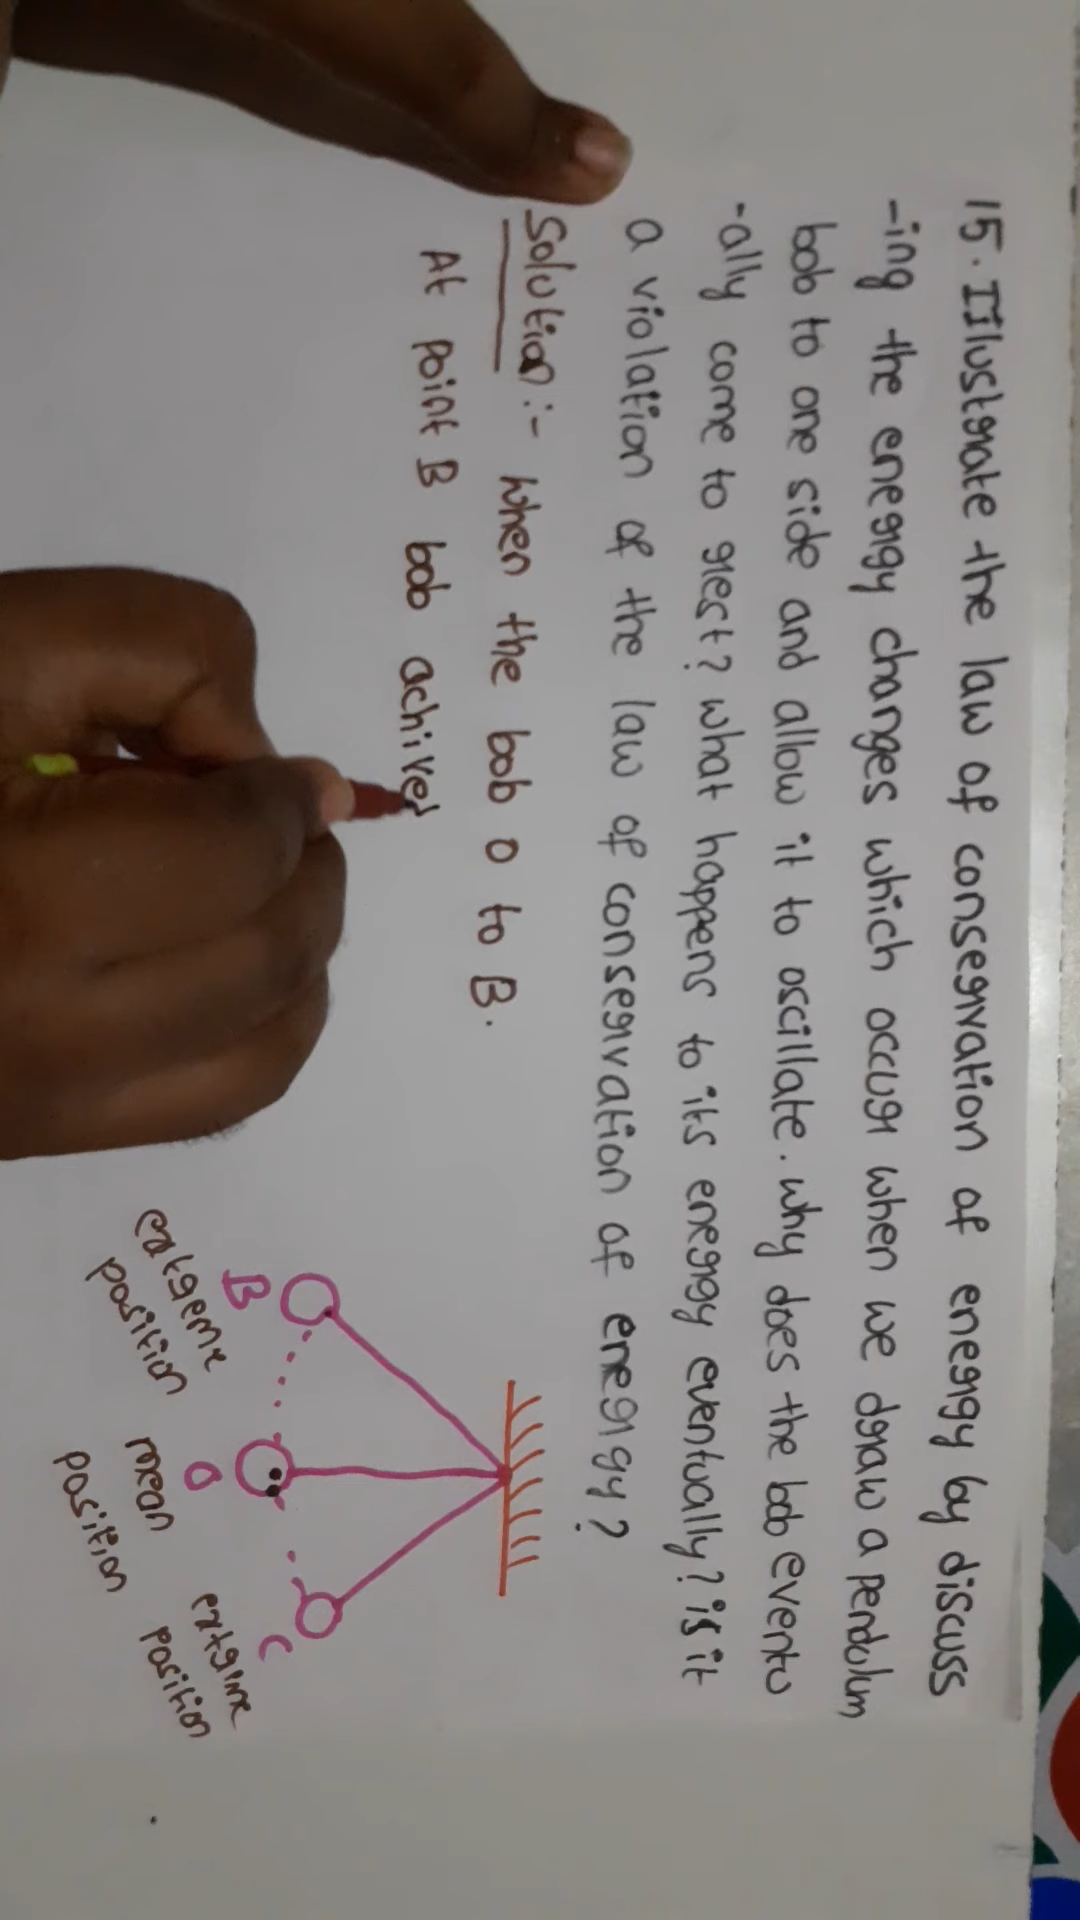 15. IIlustrate the law of conservation of energy by discuss
-ing the energy changes which occur when we draw a pendulum
bob to one side and allow it to oscillate. why does the bob eventu
-ally come to rest? what happens to its energy eventually? is it
a violation of the law of conservation of energy?
Solution :- when the bob o to B.
At point B bob achives
B
extreme
position
O
mean
position
C
extrime
position